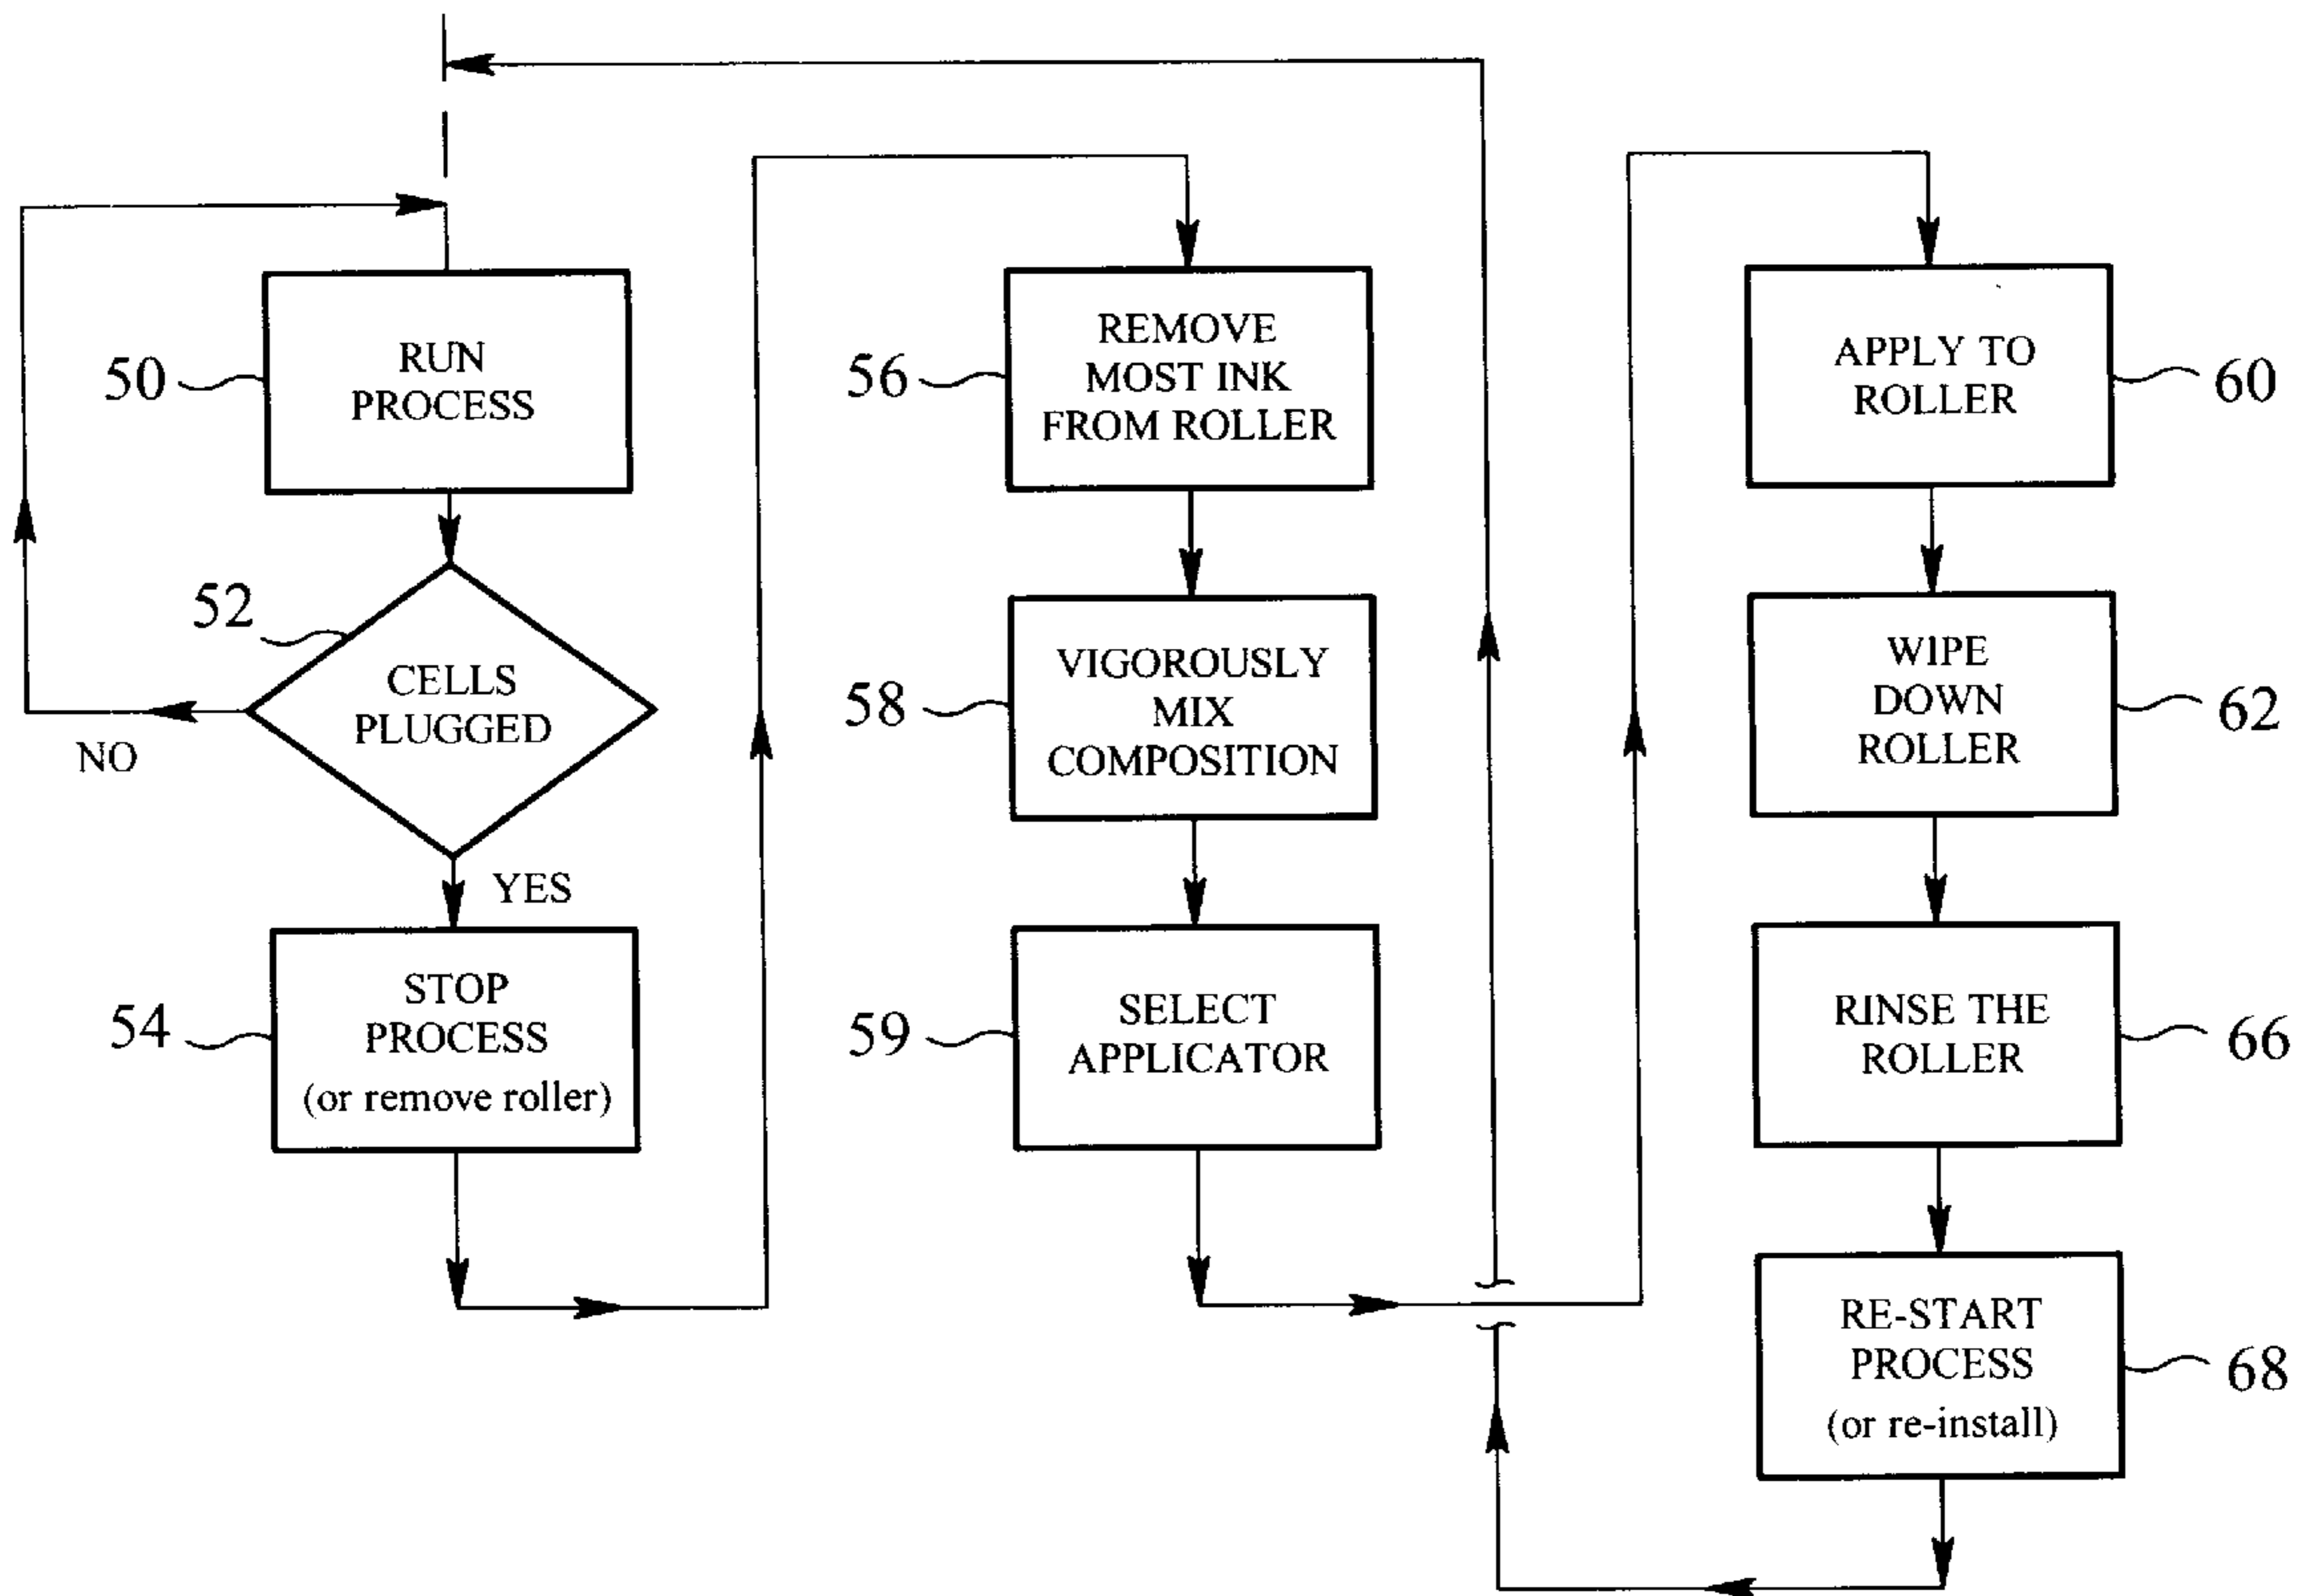 50
RUN
PROCESS
52
CELLS
PLUGGED
NO
YES
54
STOP
PROCESS
(or remove roller)
56
REMOVE
MOST INK
FROM ROLLER
58
VIGOROUSLY
MIX
COMPOSITION
59
SELECT
APPLICATOR
APPLY TO
ROLLER
60
WIPE
DOWN
ROLLER
62
RINSE THE
ROLLER
66
RE-START
PROCESS
(or re-install)
68